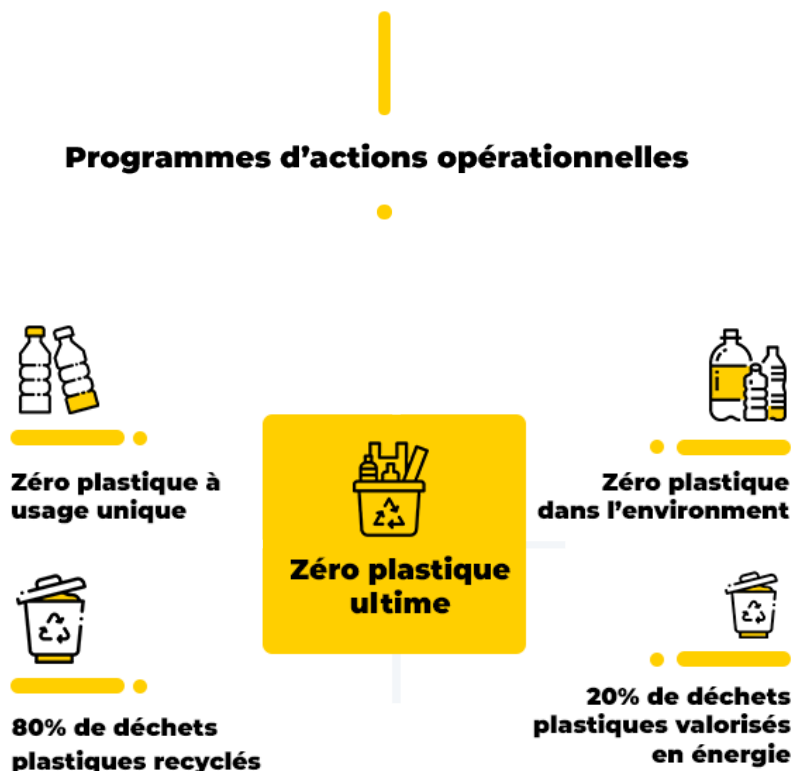 Programmes d'actions opérationnelles
Zéro plastique à
usage unique
Zéro plastique
dans l'environment
Zéro plastique
ultime
80% de déchets
plastiques recyclés
20% de déchets
plastiques valorisés
en énergie